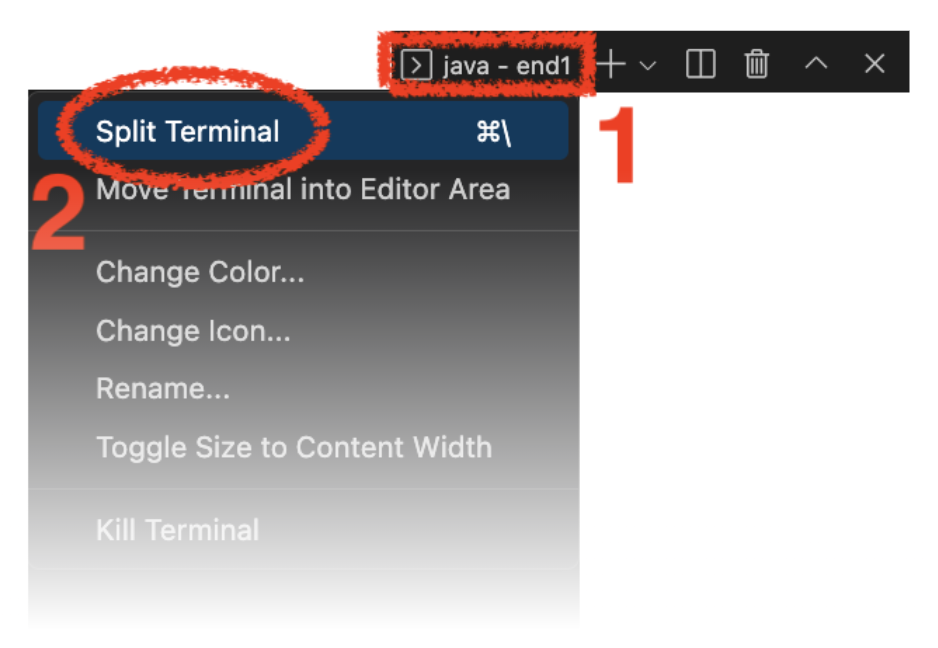 java - end1
1
Split Terminal ⌘\
2
Move Terminal into Editor Area
Change Color...
Change Icon...
Rename...
Toggle Size to Content Width
Kill Terminal